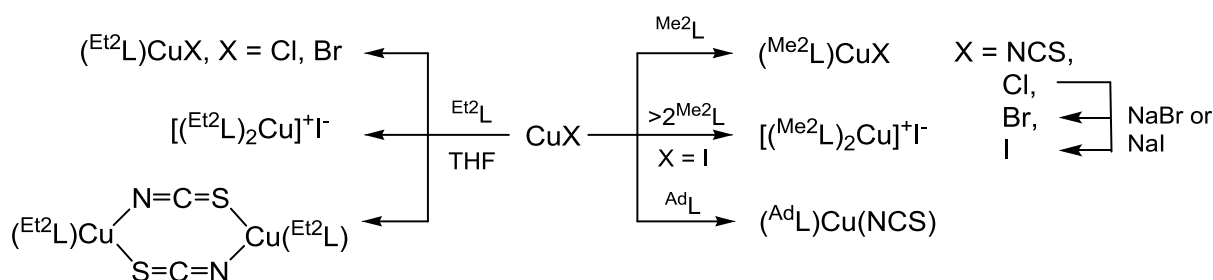 (Et2L)CuX, X = Cl, Br
[(Et2L)2Cu]+I-
N=C=S
(Et2L)Cu Cu(Et2L)
S=C=N
Et2L
THF
CuX
Me2L
>2Me2L
X = I
AdL
(Me2L)CuX
[(Me2L)2Cu]+I-
(AdL)Cu(NCS)
X = NCS,
Cl,
Br,
I
NaBr or
NaI